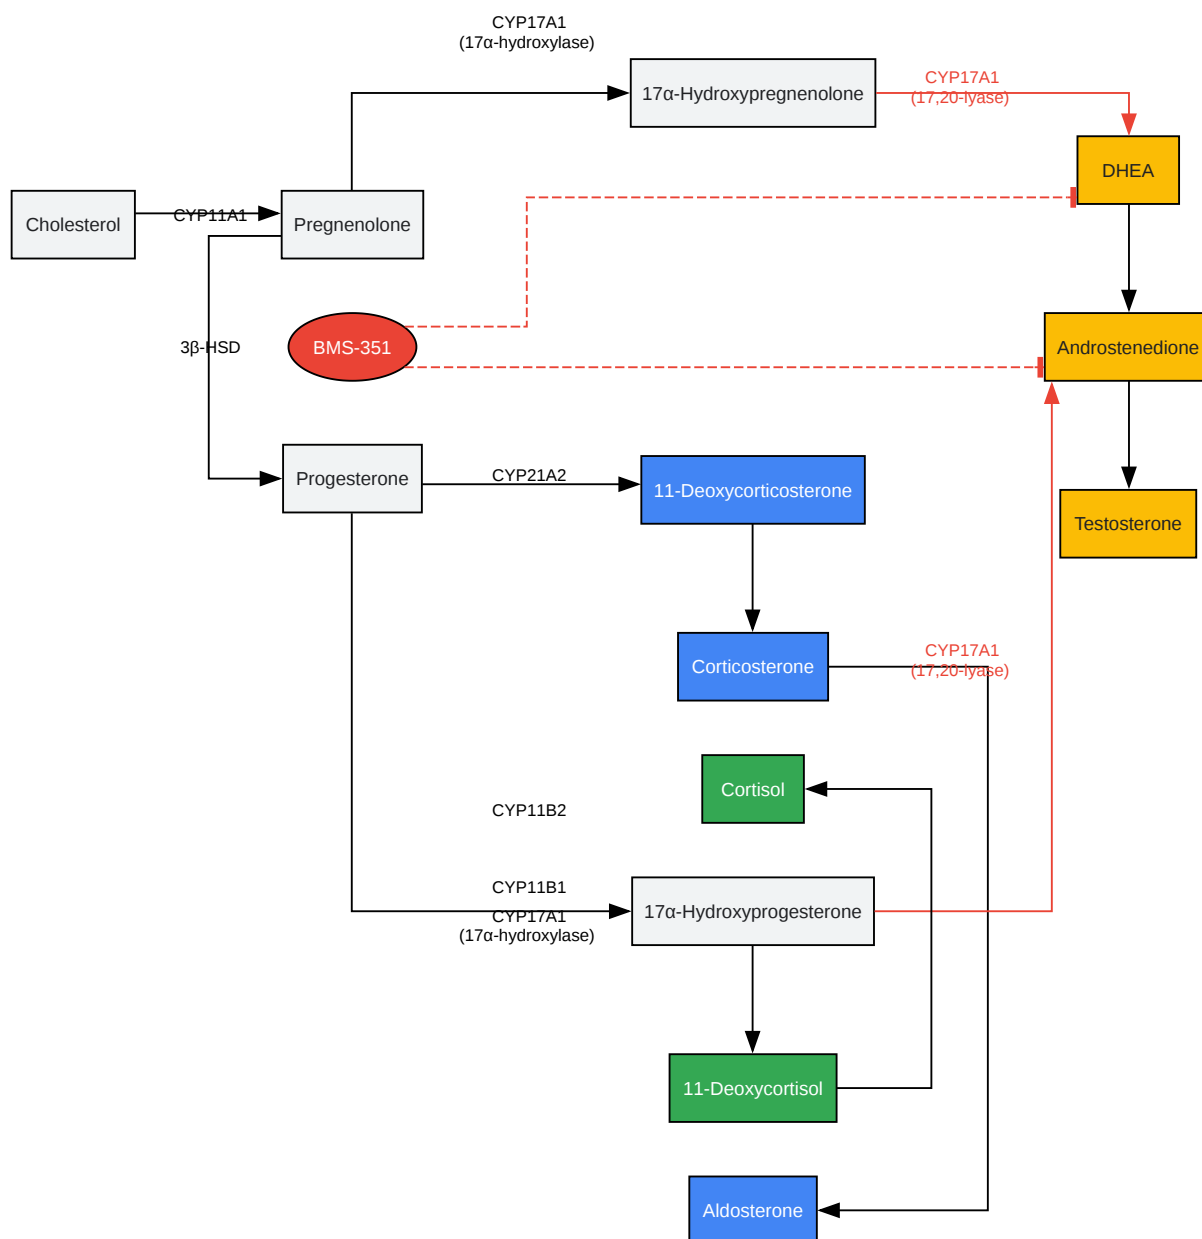 CYP17A1
(17α-hydroxylase)
17α-Hydroxypregnenolone
CYP17A1
(17,20-lyase)
DHEA
Cholesterol
CYP11A1
Pregnenolone
3β-HSD
BMS-351
Androstenedione
Progesterone
CYP21A2
11-Deoxycorticosterone
Testosterone
Corticosterone
CYP17A1
(17,20-lyase)
Cortisol
CYP11B2
CYP11B1
CYP17A1
(17α-hydroxylase)
17α-Hydroxyprogesterone
11-Deoxycortisol
Aldosterone